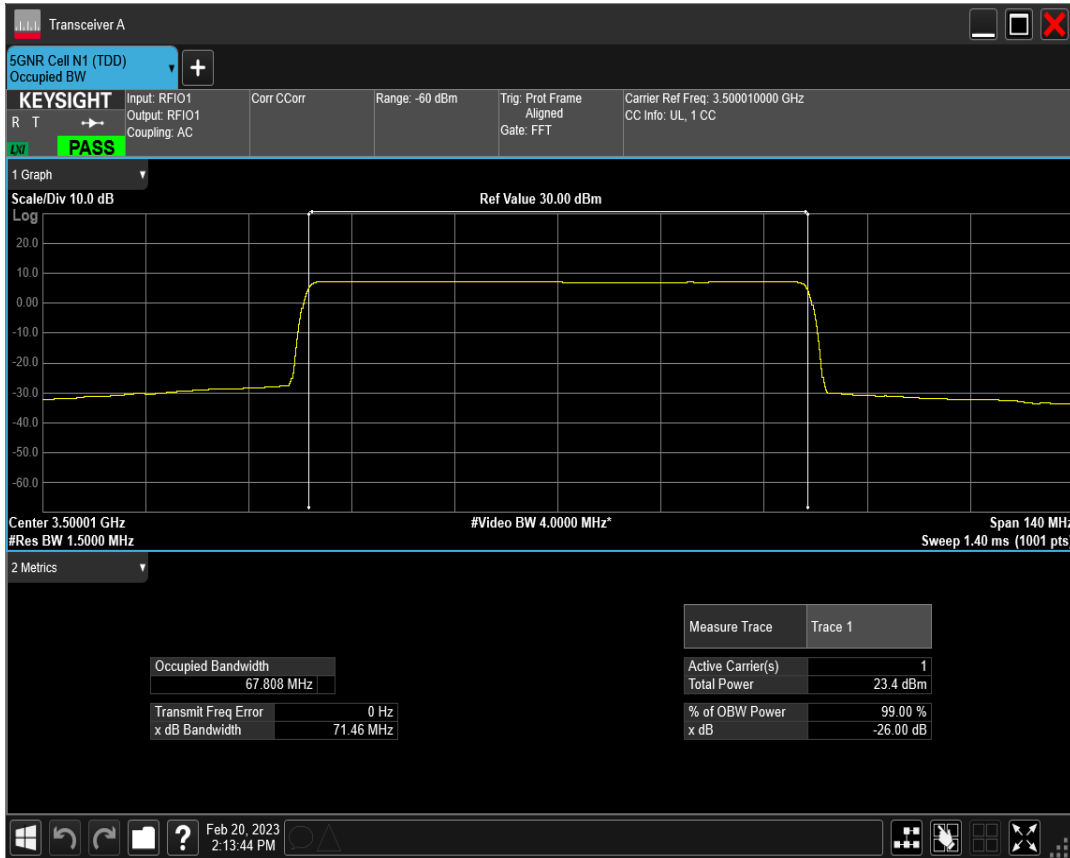 Transceiver A
5GNR Cell N1 (TDD)
Occupied BW
+
KEYSIGHT
R T
LXI
PASS
Input: RFIO1
Output: RFIO1
Coupling: AC
Corr CCorr
Range: -60 dBm
Trig: Prot Frame
Aligned
Gate: FFT
Carrier Ref Freq: 3.500010000 GHz
CC Info: UL, 1 CC
1 Graph
Scale/Div 10.0 dB
Ref Value 30.00 dBm
Log
20.0
10.0
0.00
-10.0
-20.0
-30.0
-40.0
-50.0
-60.0
Center 3.50001 GHz
#Video BW 4.0000 MHz*
Span 140 MHz
#Res BW 1.5000 MHz
Sweep 1.40 ms (1001 pts)
2 Metrics
Measure Trace Trace 1
Occupied Bandwidth
67.808 MHz
Transmit Freq Error 0 Hz
x dB Bandwidth 71.46 MHz
Active Carrier(s) 1
Total Power 23.4 dBm
% of OBW Power 99.00 %
x dB -26.00 dB
?
Feb 20, 2023
2:13:44 PM